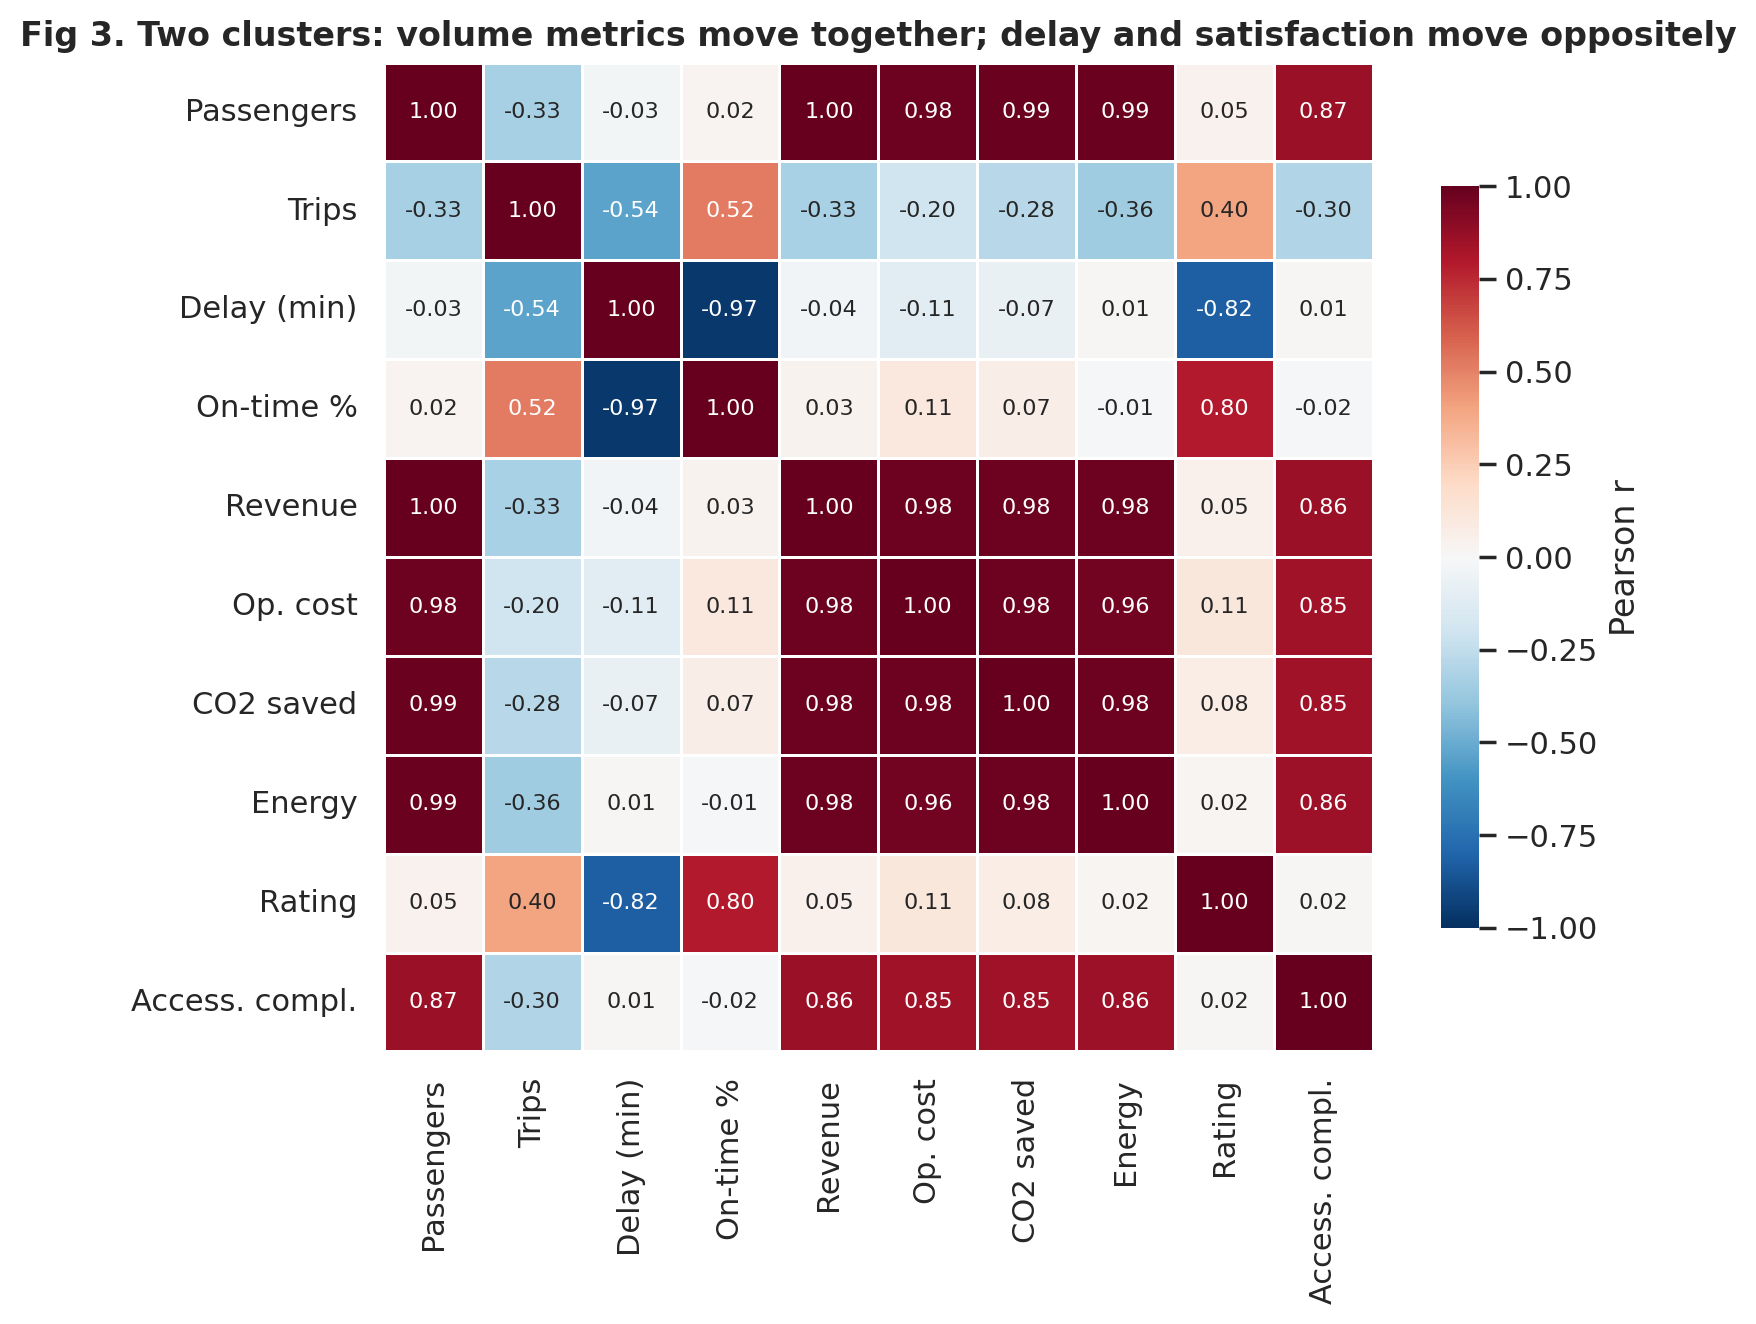 Fig 3. Two clusters: volume metrics move together; delay and satisfaction move oppositely
Passengers 1.00 -0.33 -0.03 0.02 1.00 0.98 0.99 0.99 0.05 0.87
Trips -0.33 1.00 -0.54 0.52 -0.33 -0.20 -0.28 -0.36 0.40 -0.30
Delay (min) -0.03 -0.54 1.00 -0.97 -0.04 -0.11 -0.07 0.01 -0.82 0.01
On-time % 0.02 0.52 -0.97 1.00 0.03 0.11 0.07 -0.01 0.80 -0.02
Revenue 1.00 -0.33 -0.04 0.03 1.00 0.98 0.98 0.98 0.05 0.86
Op. cost 0.98 -0.20 -0.11 0.11 0.98 1.00 0.98 0.96 0.11 0.85
CO2 saved 0.99 -0.28 -0.07 0.07 0.98 0.98 1.00 0.98 0.08 0.85
Energy 0.99 -0.36 0.01 -0.01 0.98 0.96 0.98 1.00 0.02 0.86
Rating 0.05 0.40 -0.82 0.80 0.05 0.11 0.08 0.02 1.00 0.02
Access. compl. 0.87 -0.30 0.01 -0.02 0.86 0.85 0.85 0.86 0.02 1.00
Passengers
Trips
Delay (min)
On-time %
Revenue
Op. cost
CO2 saved
Energy
Rating
Access. compl.
1.00
0.75
0.50
0.25
0.00
−0.25
−0.50
−0.75
−1.00
Pearson r